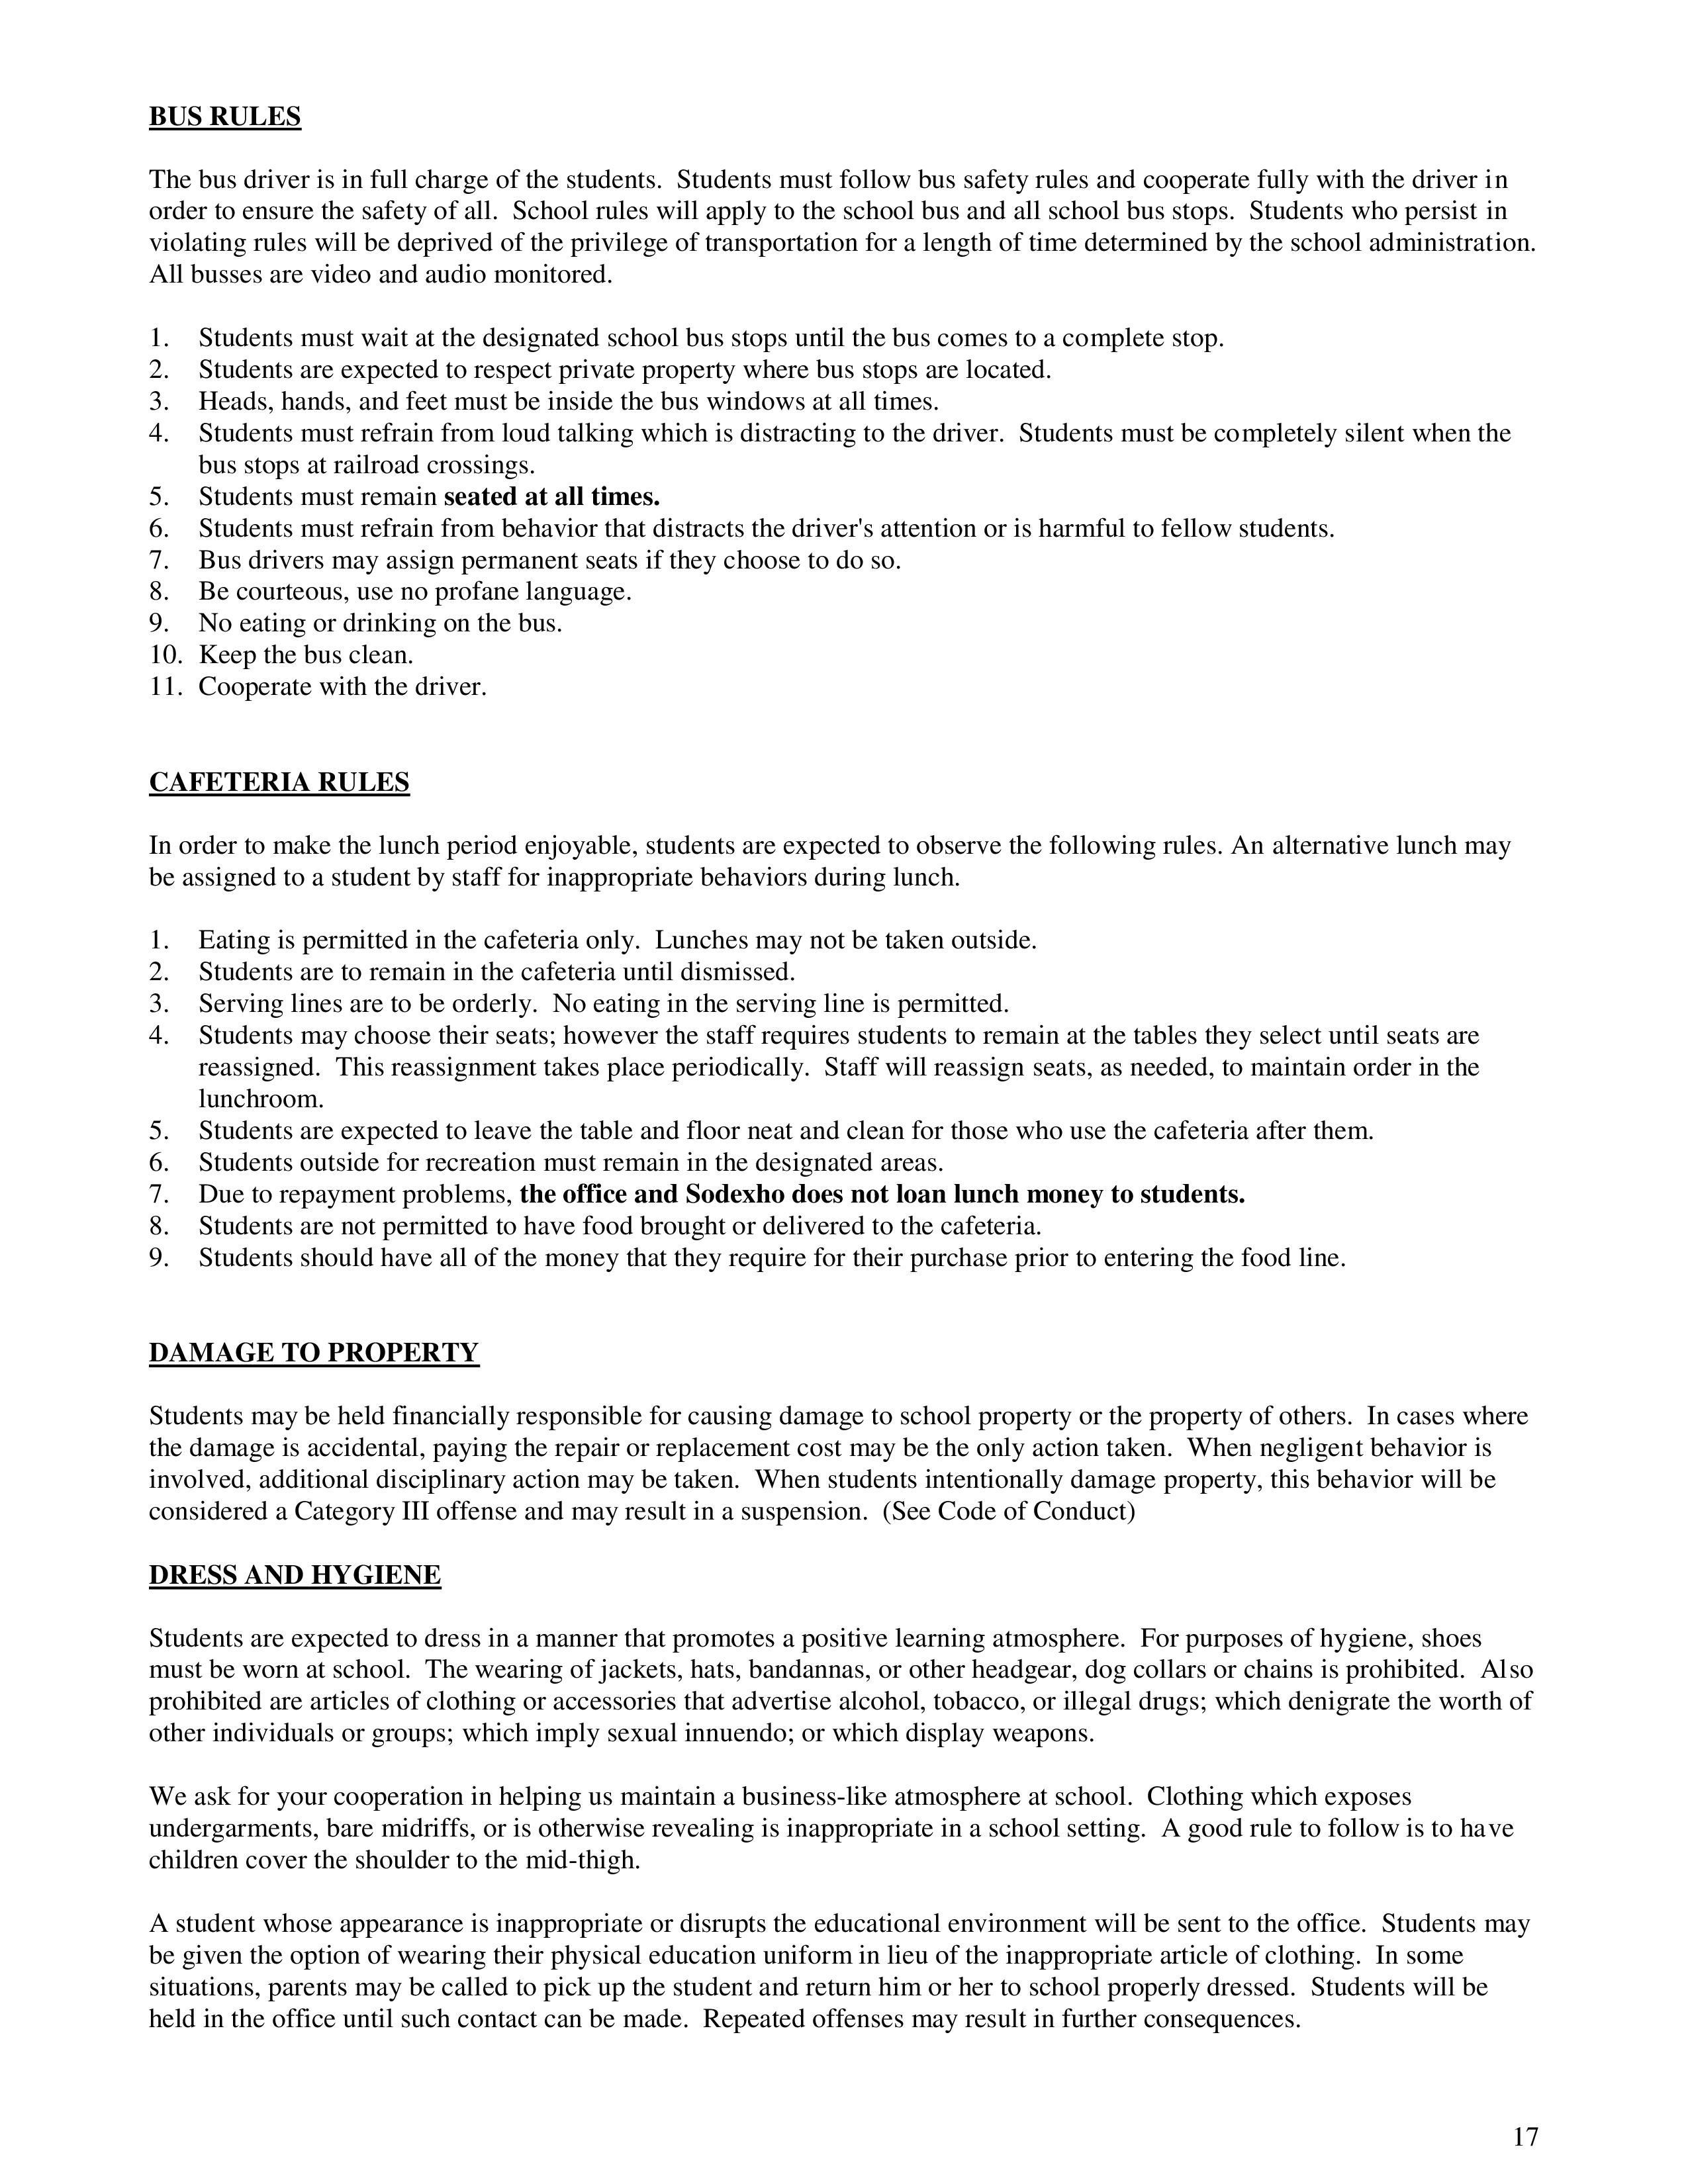 BUS RULES
The bus driver is in full charge of the students.  Students must follow bus safety rules and cooperate fully with the driver in
order to ensure the safety of all.  School rules will apply to the school bus and all school bus stops.  Students who persist in
violating rules will be deprived of the privilege of transportation for a length of time determined by the school administration.
All busses are video and audio monitored.
1. Students must wait at the designated school bus stops until the bus comes to a complete stop.
2. Students are expected to respect private property where bus stops are located.
3. Heads, hands, and feet must be inside the bus windows at all times.
4. Students must refrain from loud talking which is distracting to the driver.  Students must be completely silent when the
bus stops at railroad crossings.
5. Students must remain seated at all times.
6. Students must refrain from behavior that distracts the driver's attention or is harmful to fellow students.
7. Bus drivers may assign permanent seats if they choose to do so.
8. Be courteous, use no profane language.
9. No eating or drinking on the bus.
10. Keep the bus clean.
11. Cooperate with the driver.
CAFETERIA RULES
In order to make the lunch period enjoyable, students are expected to observe the following rules. An alternative lunch may
be assigned to a student by staff for inappropriate behaviors during lunch.
1. Eating is permitted in the cafeteria only.  Lunches may not be taken outside.
2. Students are to remain in the cafeteria until dismissed.
3. Serving lines are to be orderly.  No eating in the serving line is permitted.
4. Students may choose their seats; however the staff requires students to remain at the tables they select until seats are
reassigned.  This reassignment takes place periodically.  Staff will reassign seats, as needed, to maintain order in the
lunchroom.
5. Students are expected to leave the table and floor neat and clean for those who use the cafeteria after them.
6. Students outside for recreation must remain in the designated areas.
7. Due to repayment problems, the office and Sodexho does not loan lunch money to students.
8. Students are not permitted to have food brought or delivered to the cafeteria.
9. Students should have all of the money that they require for their purchase prior to entering the food line.
DAMAGE TO PROPERTY
Students may be held financially responsible for causing damage to school property or the property of others.  In cases where
the damage is accidental, paying the repair or replacement cost may be the only action taken.  When negligent behavior is
involved, additional disciplinary action may be taken.  When students intentionally damage property, this behavior will be
considered a Category III offense and may result in a suspension.  (See Code of Conduct)
DRESS AND HYGIENE
Students are expected to dress in a manner that promotes a positive learning atmosphere.  For purposes of hygiene, shoes
must be worn at school.  The wearing of jackets, hats, bandannas, or other headgear, dog collars or chains is prohibited.  Also
prohibited are articles of clothing or accessories that advertise alcohol, tobacco, or illegal drugs; which denigrate the worth of
other individuals or groups; which imply sexual innuendo; or which display weapons.
We ask for your cooperation in helping us maintain a business-like atmosphere at school.  Clothing which exposes
undergarments, bare midriffs, or is otherwise revealing is inappropriate in a school setting.  A good rule to follow is to have
children cover the shoulder to the mid-thigh.
A student whose appearance is inappropriate or disrupts the educational environment will be sent to the office.  Students may
be given the option of wearing their physical education uniform in lieu of the inappropriate article of clothing.  In some
situations, parents may be called to pick up the student and return him or her to school properly dressed.  Students will be
held in the office until such contact can be made.  Repeated offenses may result in further consequences.
17